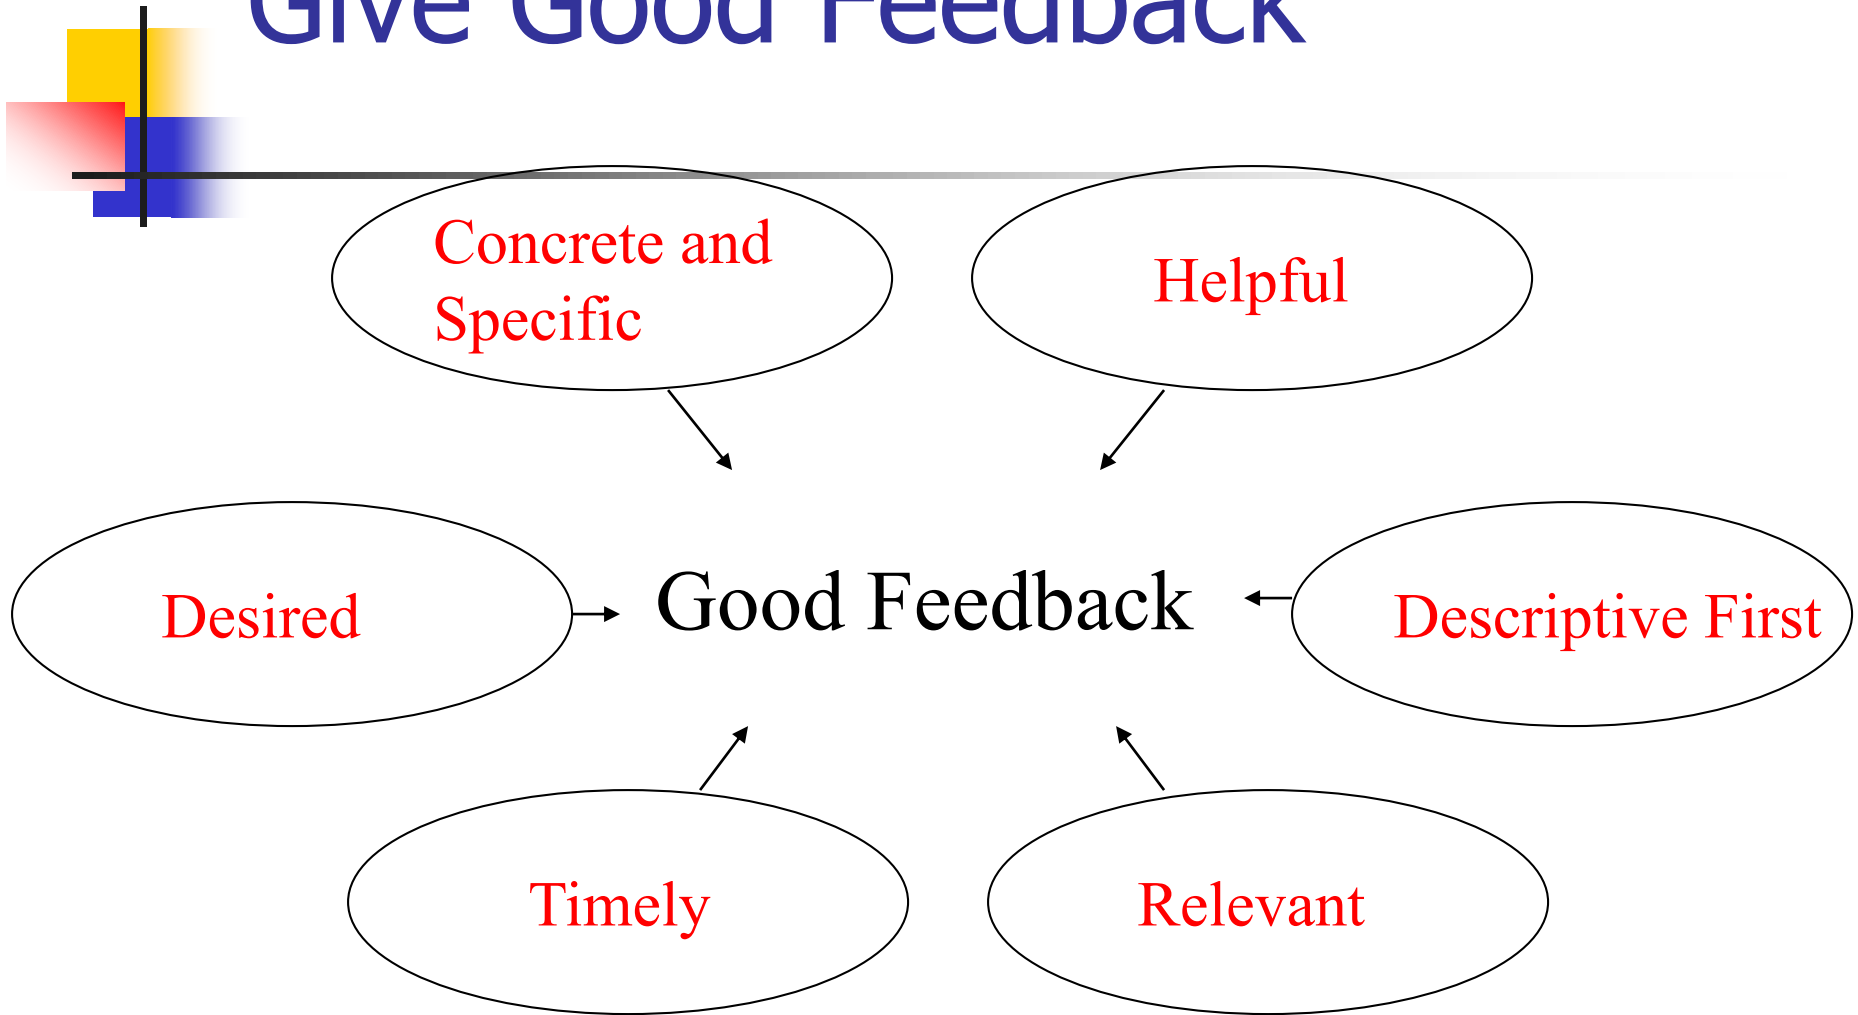 Give Good Feedback
Concrete and
Specific
Helpful
Desired
Good Feedback
Descriptive First
Timely
Relevant